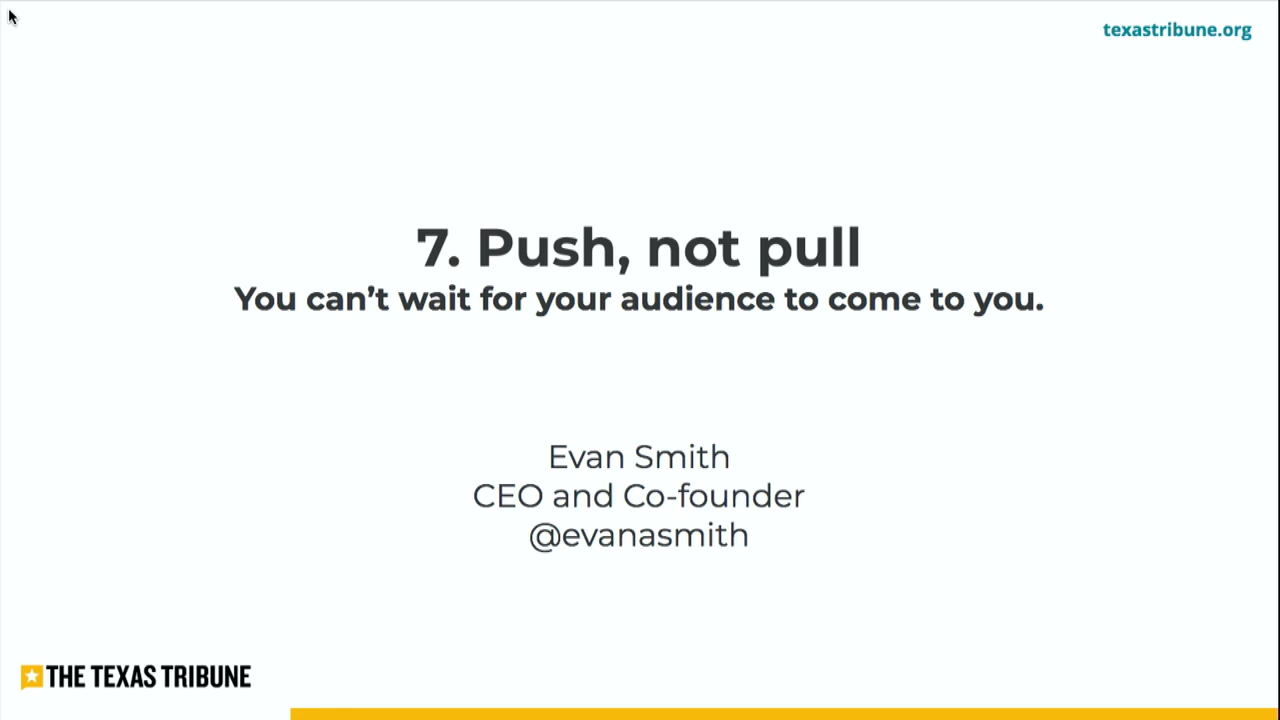 texastribune.org
7. Push, not pull
You can’t wait for your audience to come to you.
Evan Smith
CEO and Co-founder
@evanasmith
THE TEXAS TRIBUNE